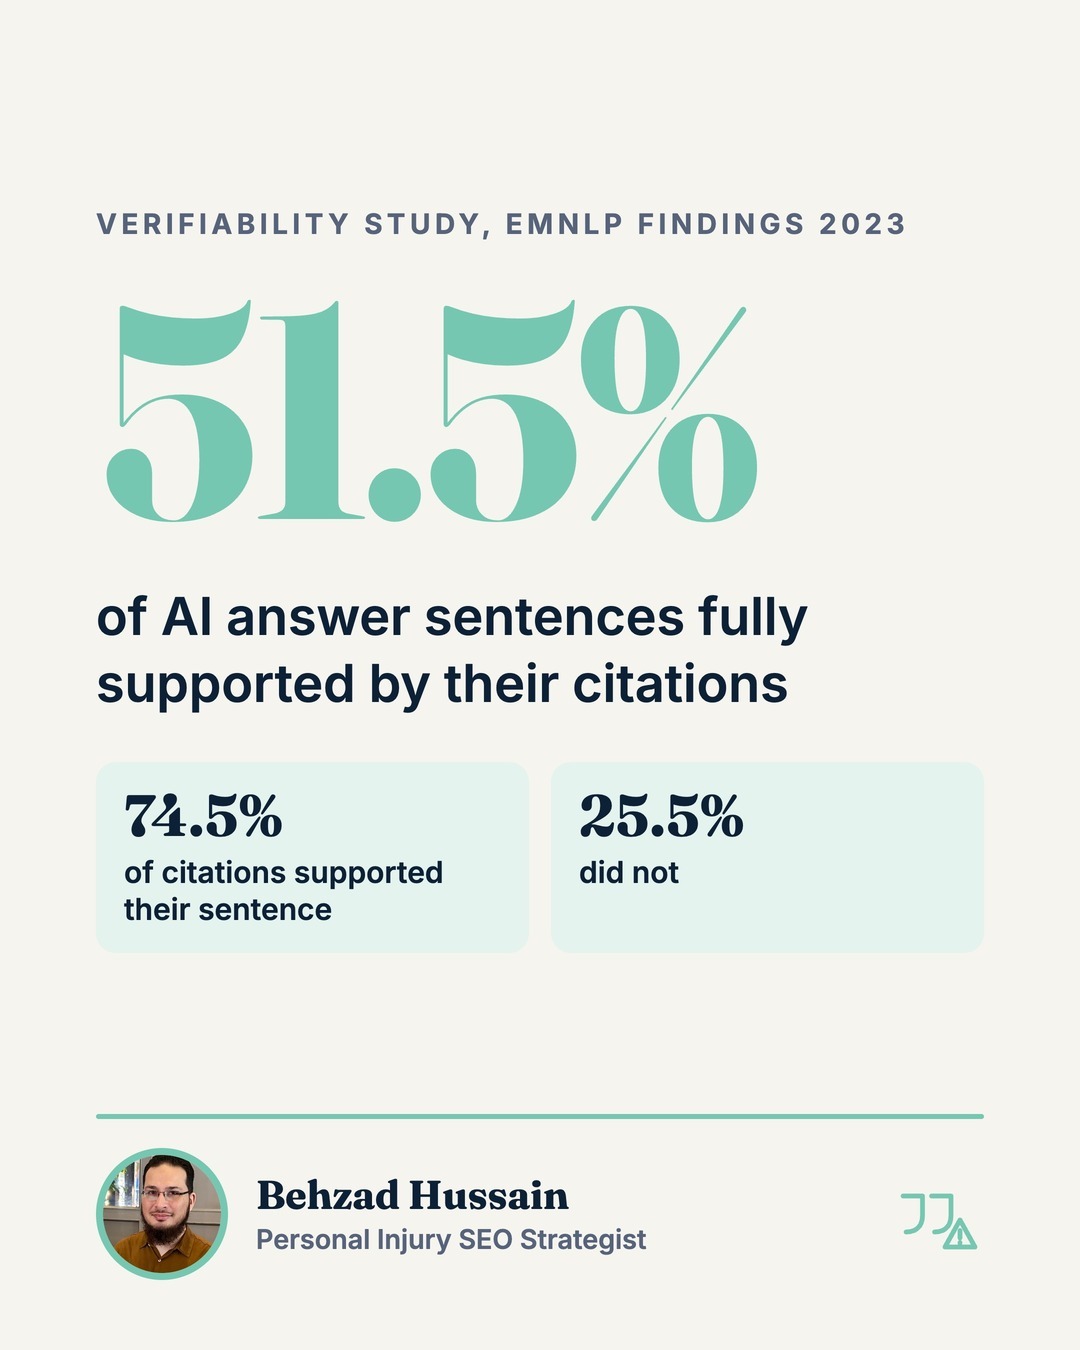 VERIFIABILITY STUDY, EMNLP FINDINGS 2023
51.5%
of AI answer sentences fully
supported by their citations
74.5%
of citations supported
their sentence
25.5%
did not
Behzad Hussain
Personal Injury SEO Strategist